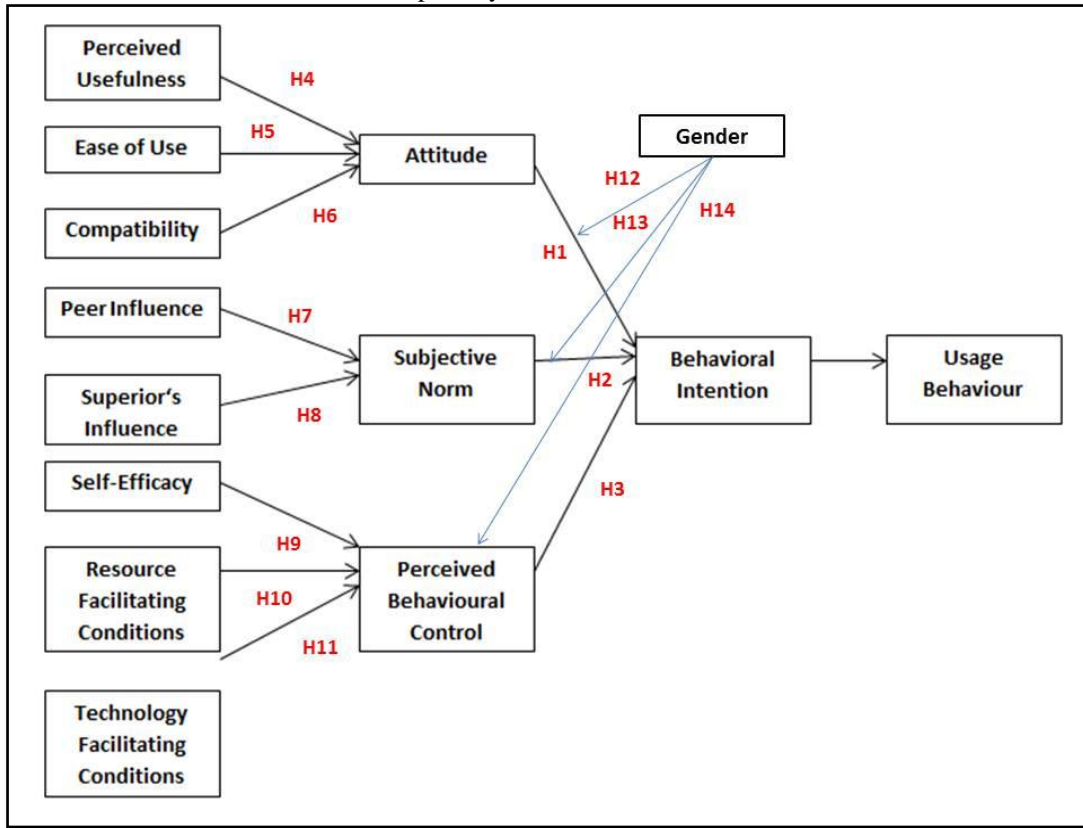 Perceived
Usefulness
H4
Ease of Use
H5
Compatibility
H6
Attitude
Gender
H12
H13
H14
H1
Peer Influence
H7
Superior‘s
Influence
H8
Subjective
Norm
H2
Behavioral
Intention
Usage
Behaviour
Self-Efficacy
H9
Resource
Facilitating
Conditions
H10
H11
Perceived
Behavioural
Control
H3
Technology
Facilitating
Conditions